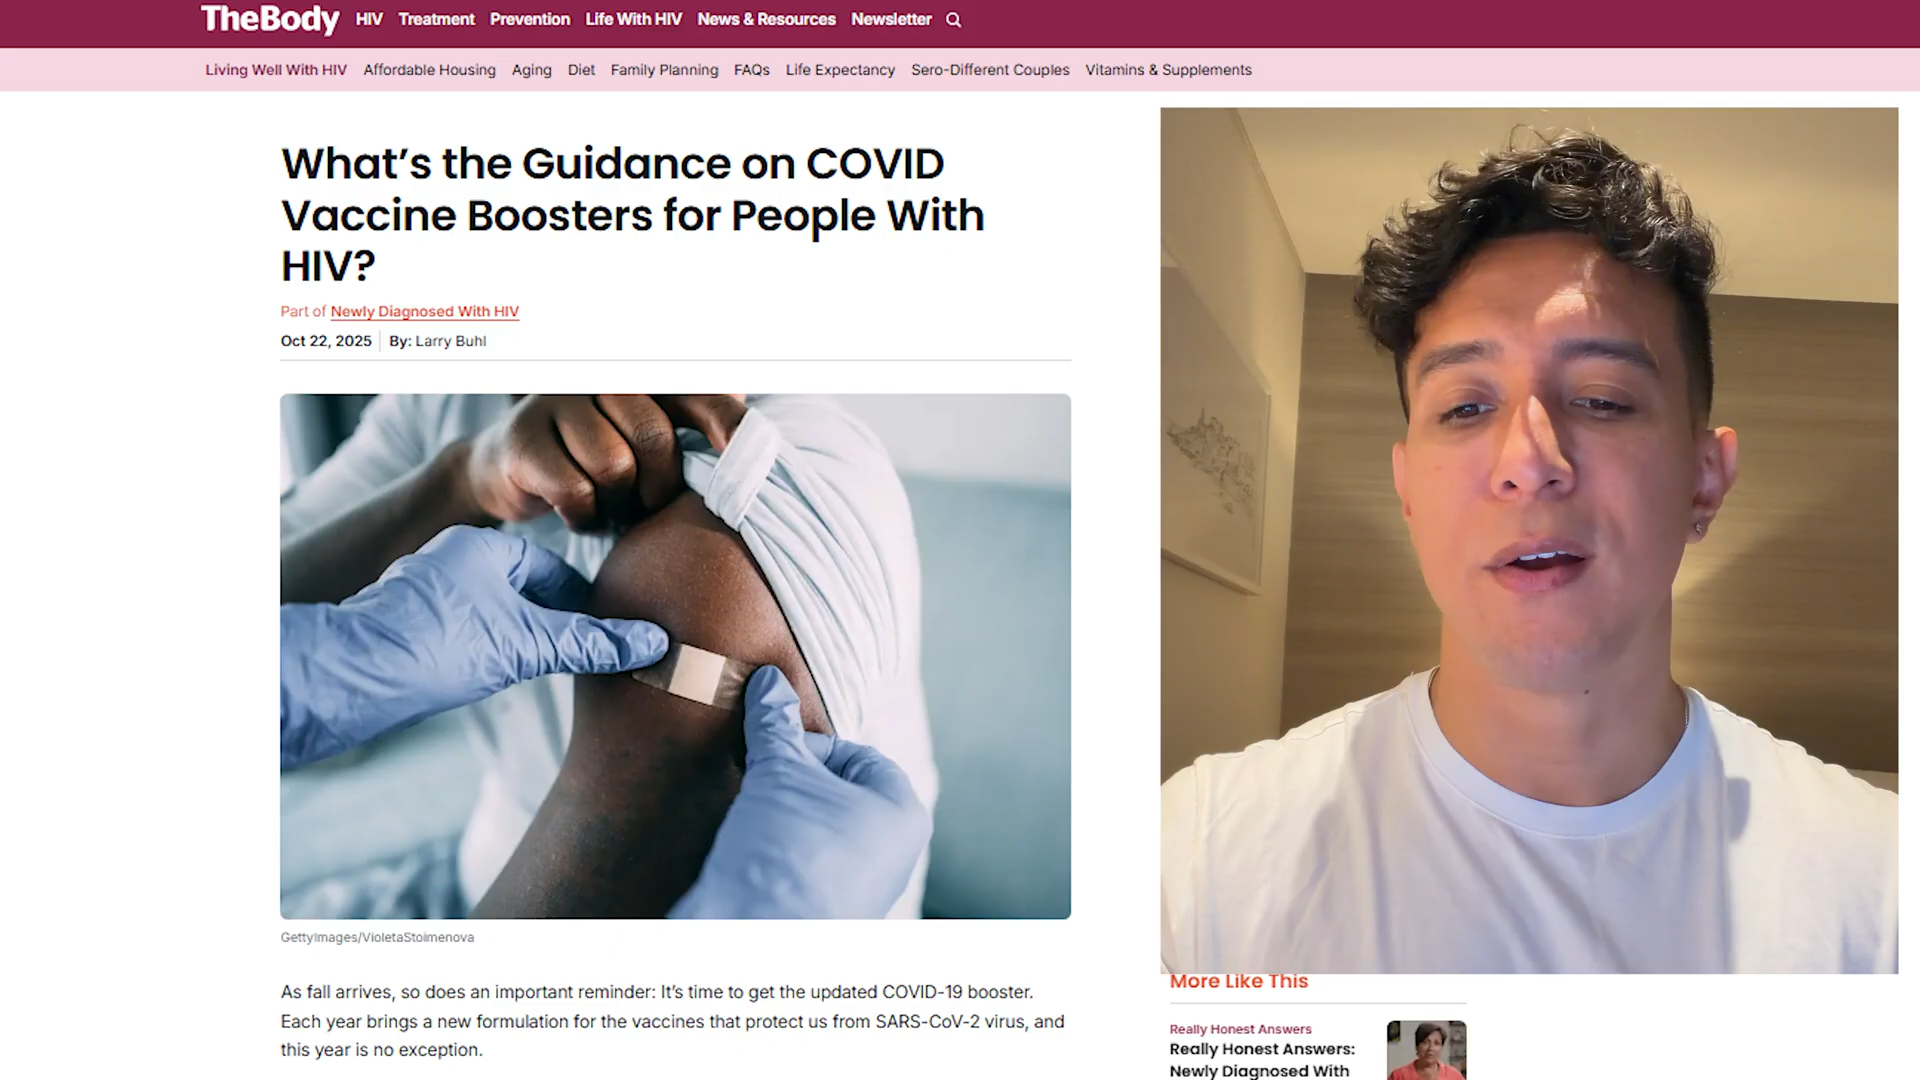 TheBody HIV Treatment Prevention Life With HIV News & Resources Newsletter
Living Well With HIV Affordable Housing Aging Diet Family Planning FAQs Life Expectancy Sero-Different Couples Vitamins & Supplements
What’s the Guidance on COVID
Vaccine Boosters for People With
HIV?
Part of Newly Diagnosed With HIV
Oct 22, 2025 By: Larry Buhl
GettyImages/VioletaStoimenova
As fall arrives, so does an important reminder: It’s time to get the updated COVID-19 booster.
Each year brings a new formulation for the vaccines that protect us from SARS-CoV-2 virus, and
this year is no exception.
More Like This
Really Honest Answers
Really Honest Answers:
Newly Diagnosed With